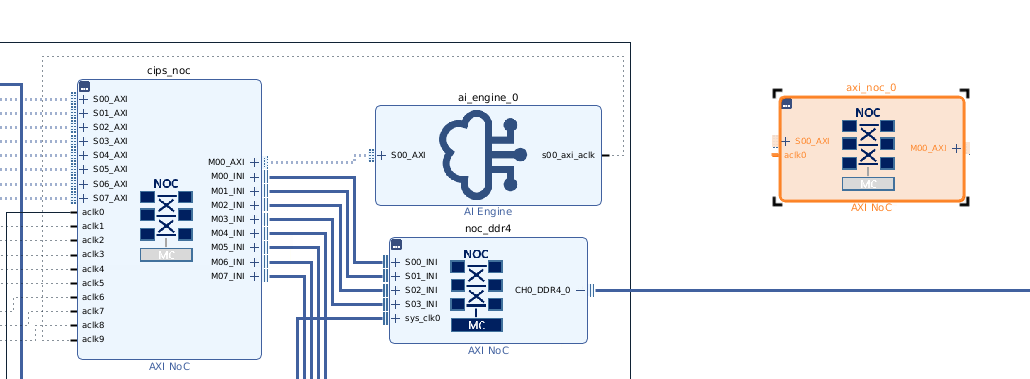 cips_noc
S00_AXI
S01_AXI
S02_AXI
S03_AXI
S04_AXI
S05_AXI
S06_AXI
S07_AXI
aclk0
aclk1
aclk2
aclk3
aclk4
aclk5
aclk6
aclk7
aclk8
aclk9
NOC
MC
M00_AXI
M00_INI
M01_INI
M02_INI
M03_INI
M04_INI
M05_INI
M06_INI
M07_INI
AXI NoC
ai_engine_0
S00_AXI
s00_axi_aclk
AI Engine
noc_ddr4
S00_INI
S01_INI
S02_INI
S03_INI
sys_clk0
NOC
MC
CH0_DDR4_0
AXI NoC
axi_noc_0
S00_AXI
aclk0
NOC
MC
M00_AXI
AXI NoC